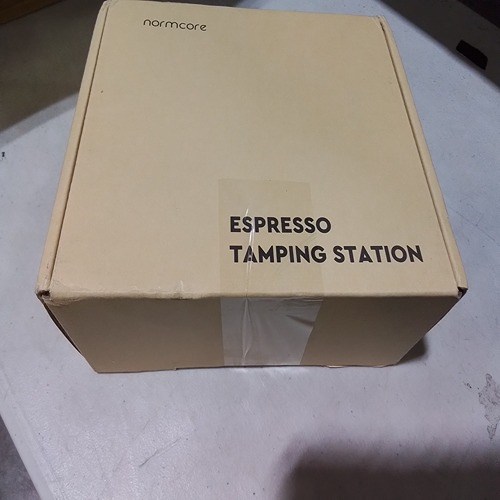 normcore
ESPRESSO
TAMPING STATION